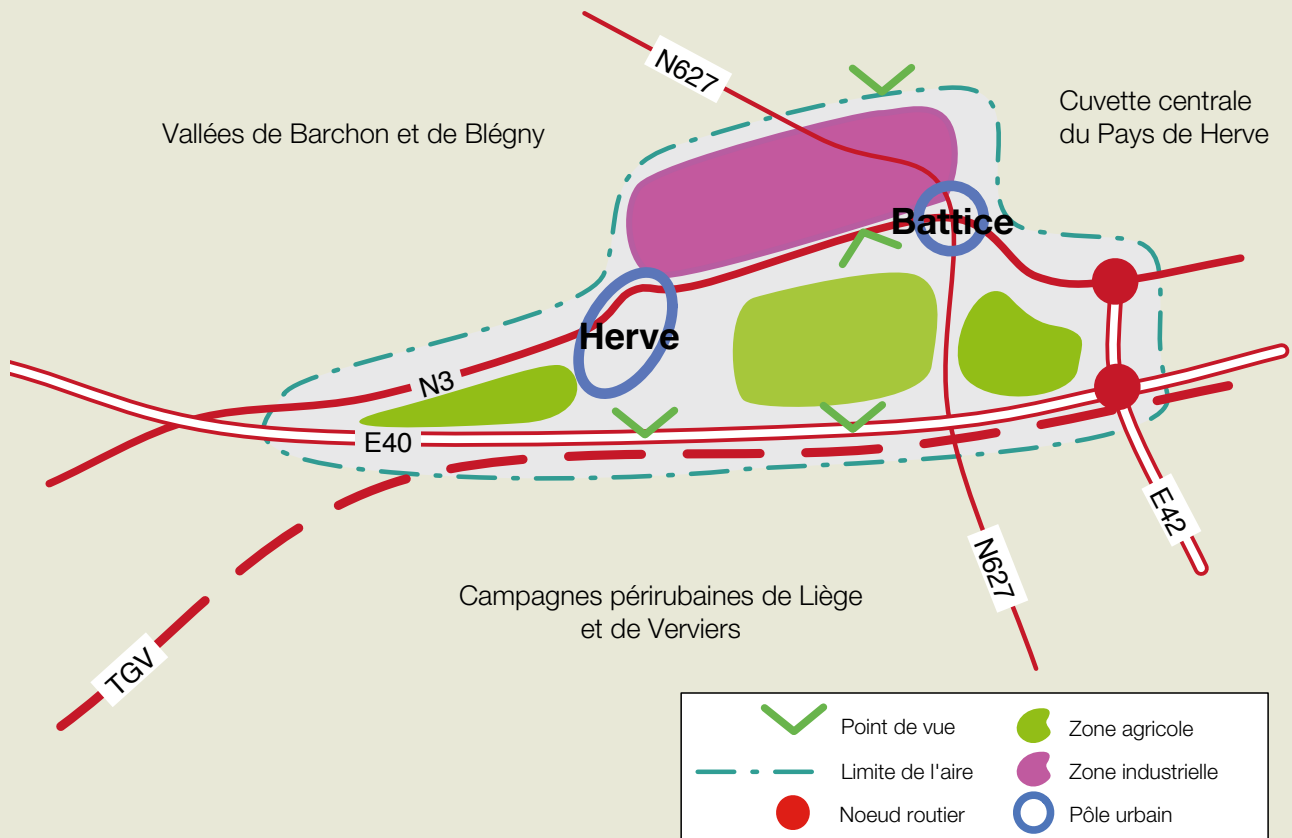 N627
Cuvette centrale
du Pays de Herve
Vallées de Barchon et de Blégny
Battice
Herve
N3
E40
E42
N627
Campagnes périrubaines de Liège
et de Verviers
TGV
Point de vue
Zone agricole
Limite de l'aire
Zone industrielle
Noeud routier
Pôle urbain